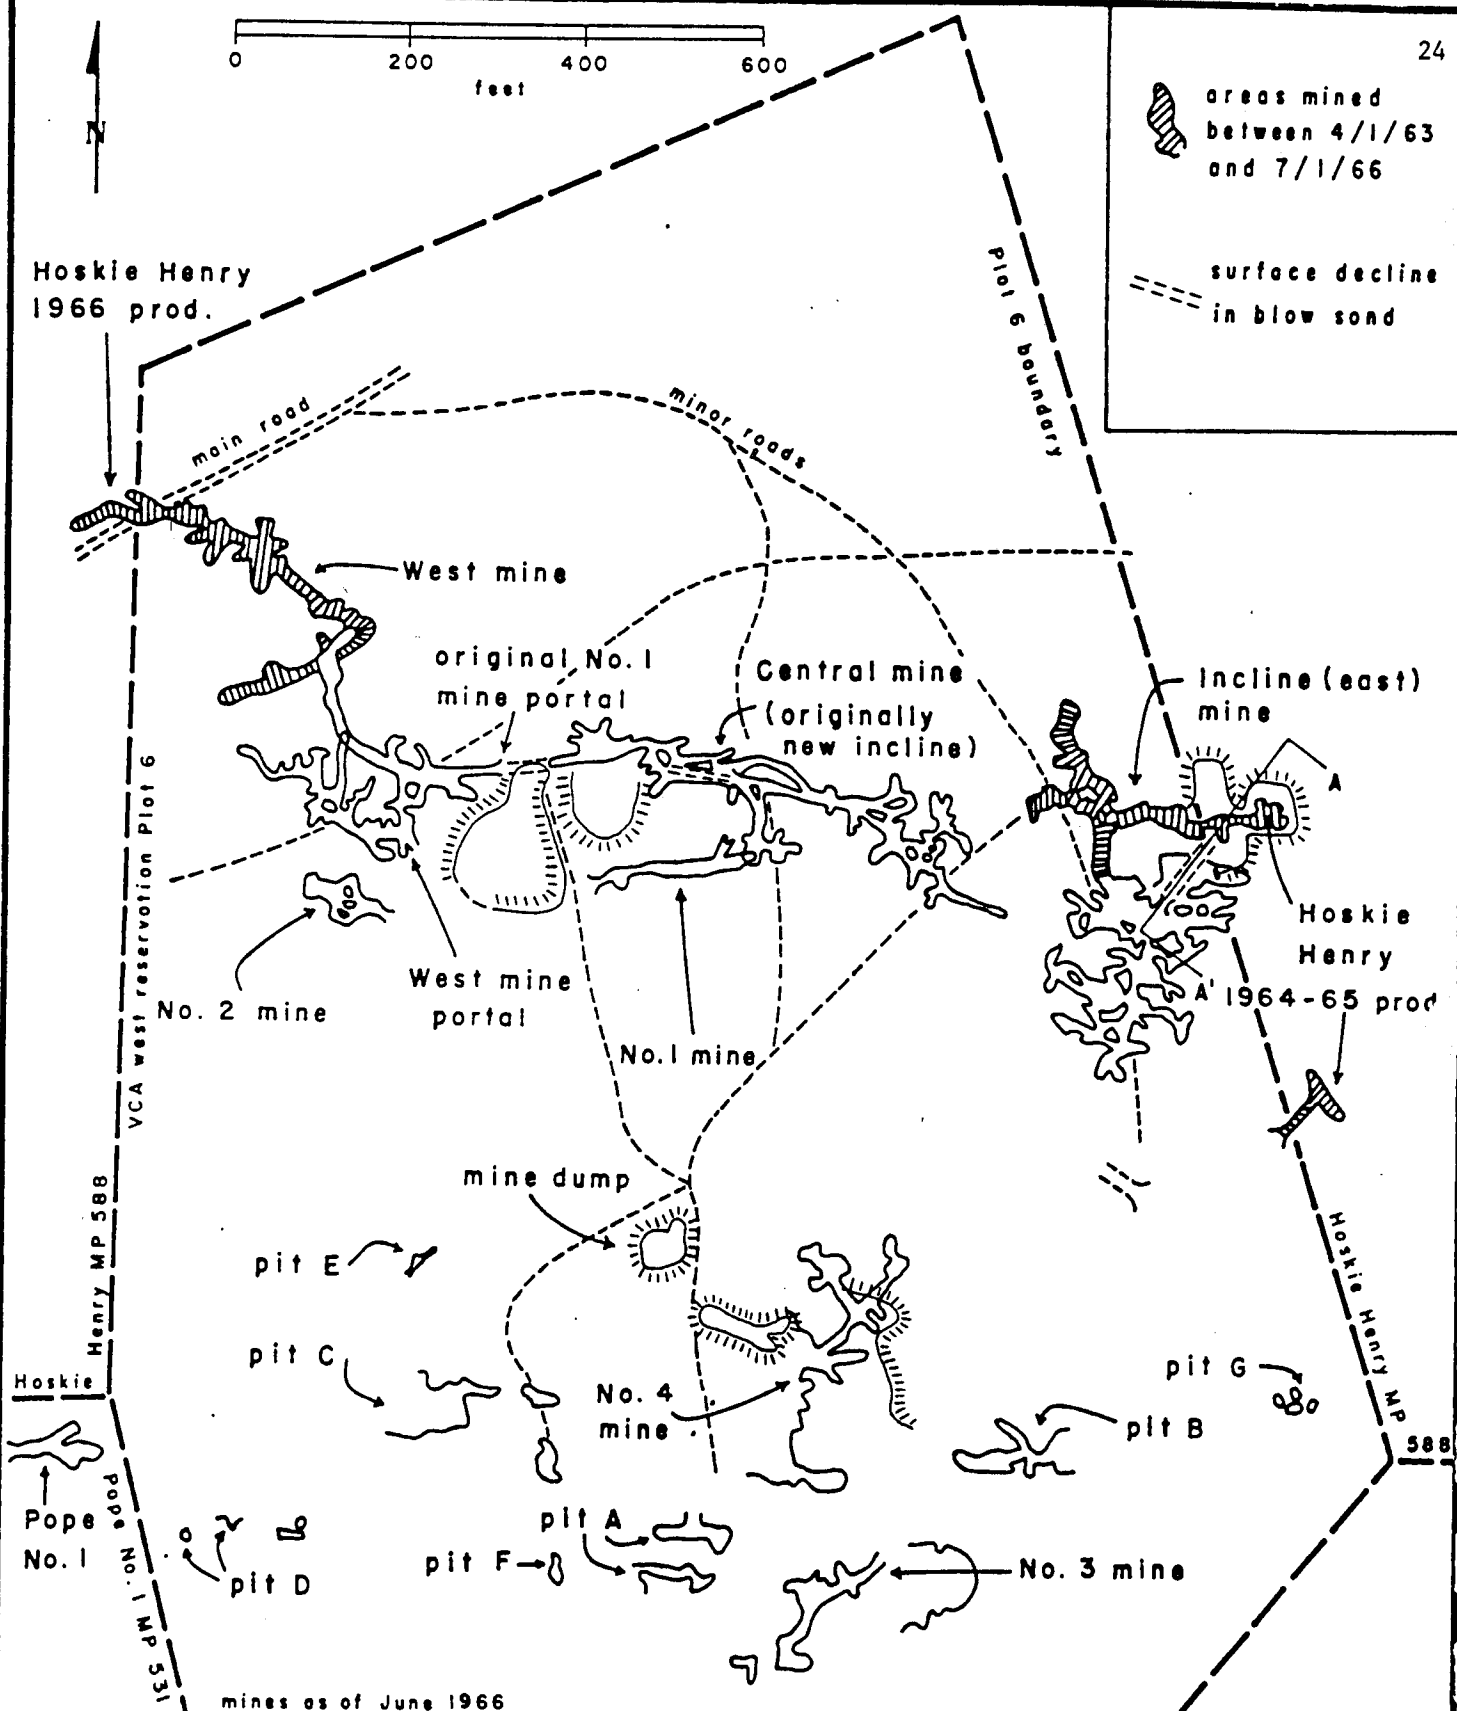 24
0 200 400 600
feet
N
areas mined
between 4/1/63
and 7/1/66
surface decline
in blow sand
Hoskie Henry
1966 prod.
Plot 6 boundary
main road
minor roads
West mine
original No. 1
mine portal
Central mine
(originally
new incline)
Incline (east)
mine
A
VCA west reservation Plot 6
No. 2 mine
West mine
portal
No. 1 mine
Hoskie
Henry
1964-65 prod
A'
mine dump
pit E
Henry MP 588
Hoskie
pit C
No. 4
mine
pit G
Hoskie Henry MP
588
pit B
Pope
No. 1
Pope No. 1 MP 531
pit D
pit A
pit F
No. 3 mine
mines as of June 1966